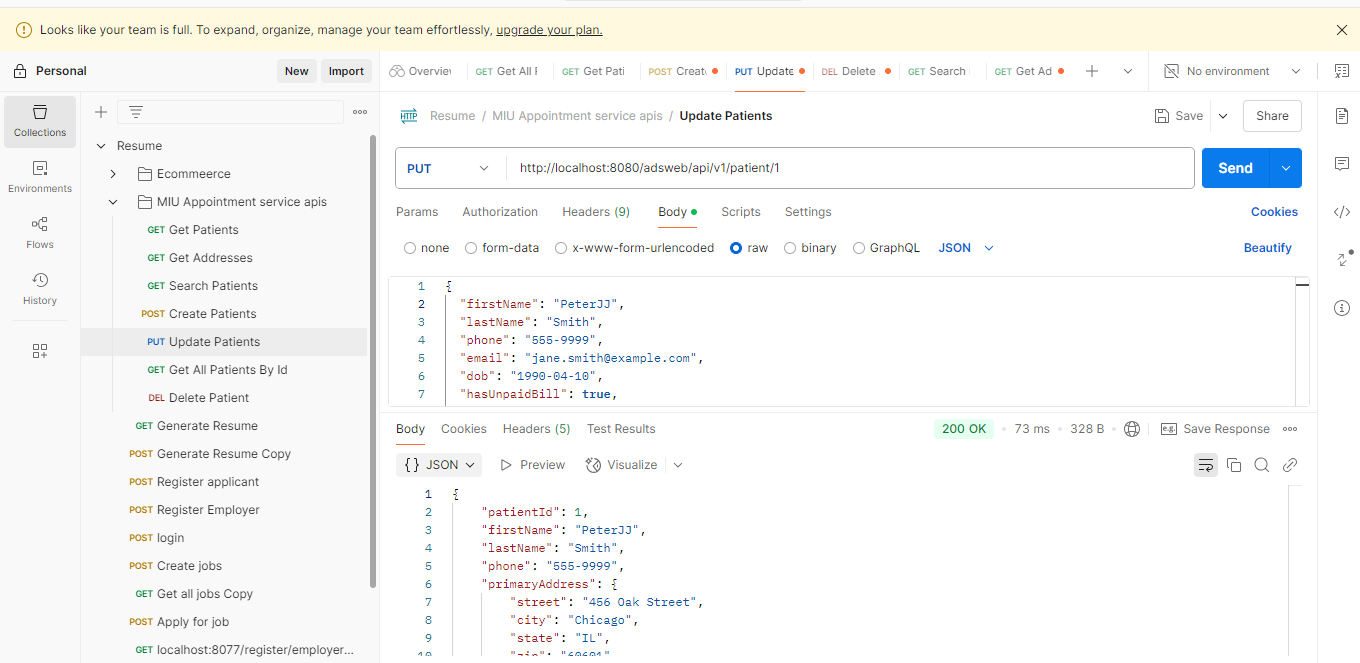 Looks like your team is full. To expand, organize, manage your team effortlessly, upgrade your plan.
Personal
New
Import
Overview
GET Get All
GET Get Pati
POST Creat
PUT Update
DEL Delete
GET Search
GET Get Ad
No environment
Collections
Environments
Flows
History
Resume
Ecommeerce
MIU Appointment service apis
GET Get Patients
GET Get Addresses
GET Search Patients
POST Create Patients
PUT Update Patients
GET Get All Patients By Id
DEL Delete Patient
GET Generate Resume
POST Generate Resume Copy
POST Register applicant
POST Register Employer
POST login
POST Create jobs
GET Get all jobs Copy
POST Apply for job
GET localhost:8077/register/employer...
HTTP Resume / MIU Appointment service apis / Update Patients
Save
Share
PUT http://localhost:8080/adsweb/api/v1/patient/1
Send
Params Authorization Headers (9) Body Scripts Settings
Cookies
none form-data x-www-form-urlencoded raw binary GraphQL JSON
Beautify
1 {
2 "firstName": "PeterJJ",
3 "lastName": "Smith",
4 "phone": "555-9999",
5 "email": "jane.smith@example.com",
6 "dob": "1990-04-10",
7 "hasUnpaidBill": true,
Body Cookies Headers (5) Test Results
200 OK • 73 ms • 328 B •
e.g. Save Response
{} JSON Preview Visualize
1 {
2 "patientId": 1,
3 "firstName": "PeterJJ",
4 "lastName": "Smith",
5 "phone": "555-9999",
6 "primaryAddress": {
7 "street": "456 Oak Street",
8 "city": "Chicago",
9 "state": "IL",
10 "zip": "60601",